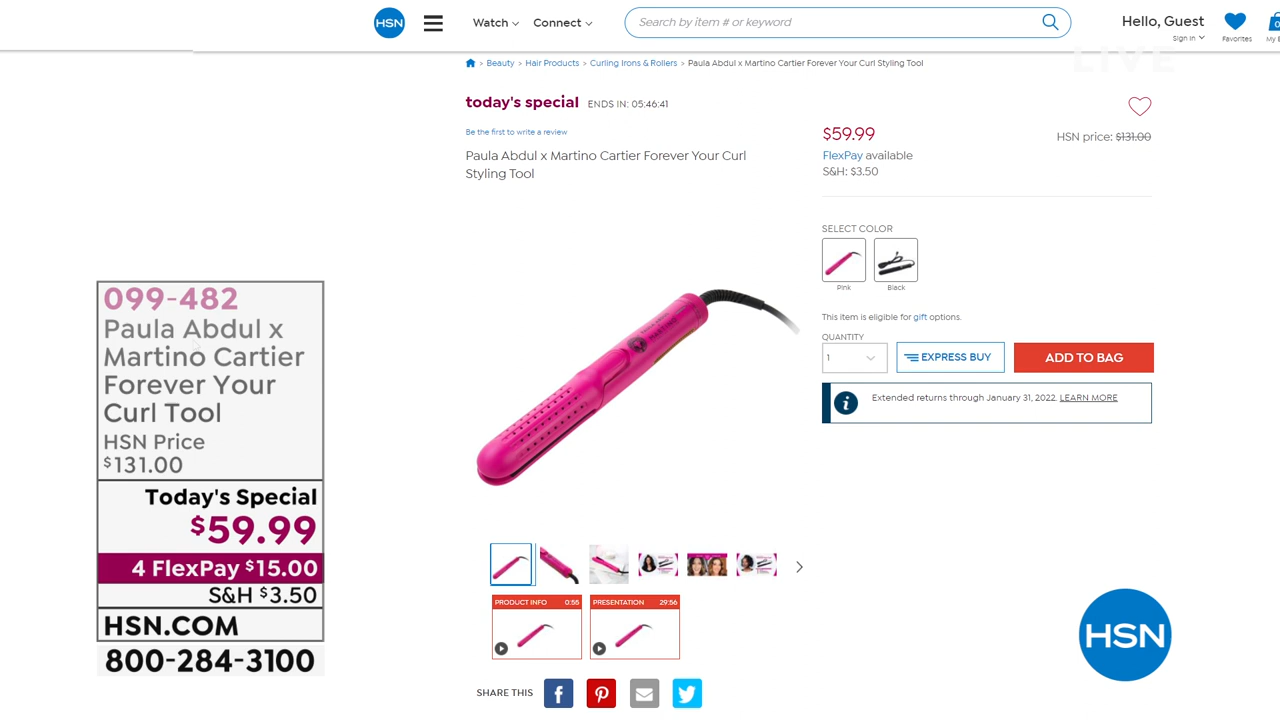 HSN
Watch
Connect
Search by item # or keyword
Hello, Guest
Sign In
Favorites
My
0
LIVE
> Beauty > Hair Products > Curling Irons & Rollers > Paula Abdul x Martino Cartier Forever Your Curl Styling Tool
today's special ENDS IN: 05:46:41
Be the first to write a review
Paula Abdul x Martino Cartier Forever Your Curl
Styling Tool
$59.99
HSN price: $131.00
FlexPay available
S&H: $3.50
SELECT COLOR
Pink
Black
This item is eligible for gift options.
QUANTITY
1
EXPRESS BUY
ADD TO BAG
Extended returns through January 31, 2022. LEARN MORE
099-482
Paula Abdul x
Martino Cartier
Forever Your
Curl Tool
HSN Price
$131.00
Today's Special
$59.99
4 FlexPay $15.00
S&H $3.50
HSN.COM
800-284-3100
PRODUCT INFO 0:55
PRESENTATION 29:56
SHARE THIS
HSN